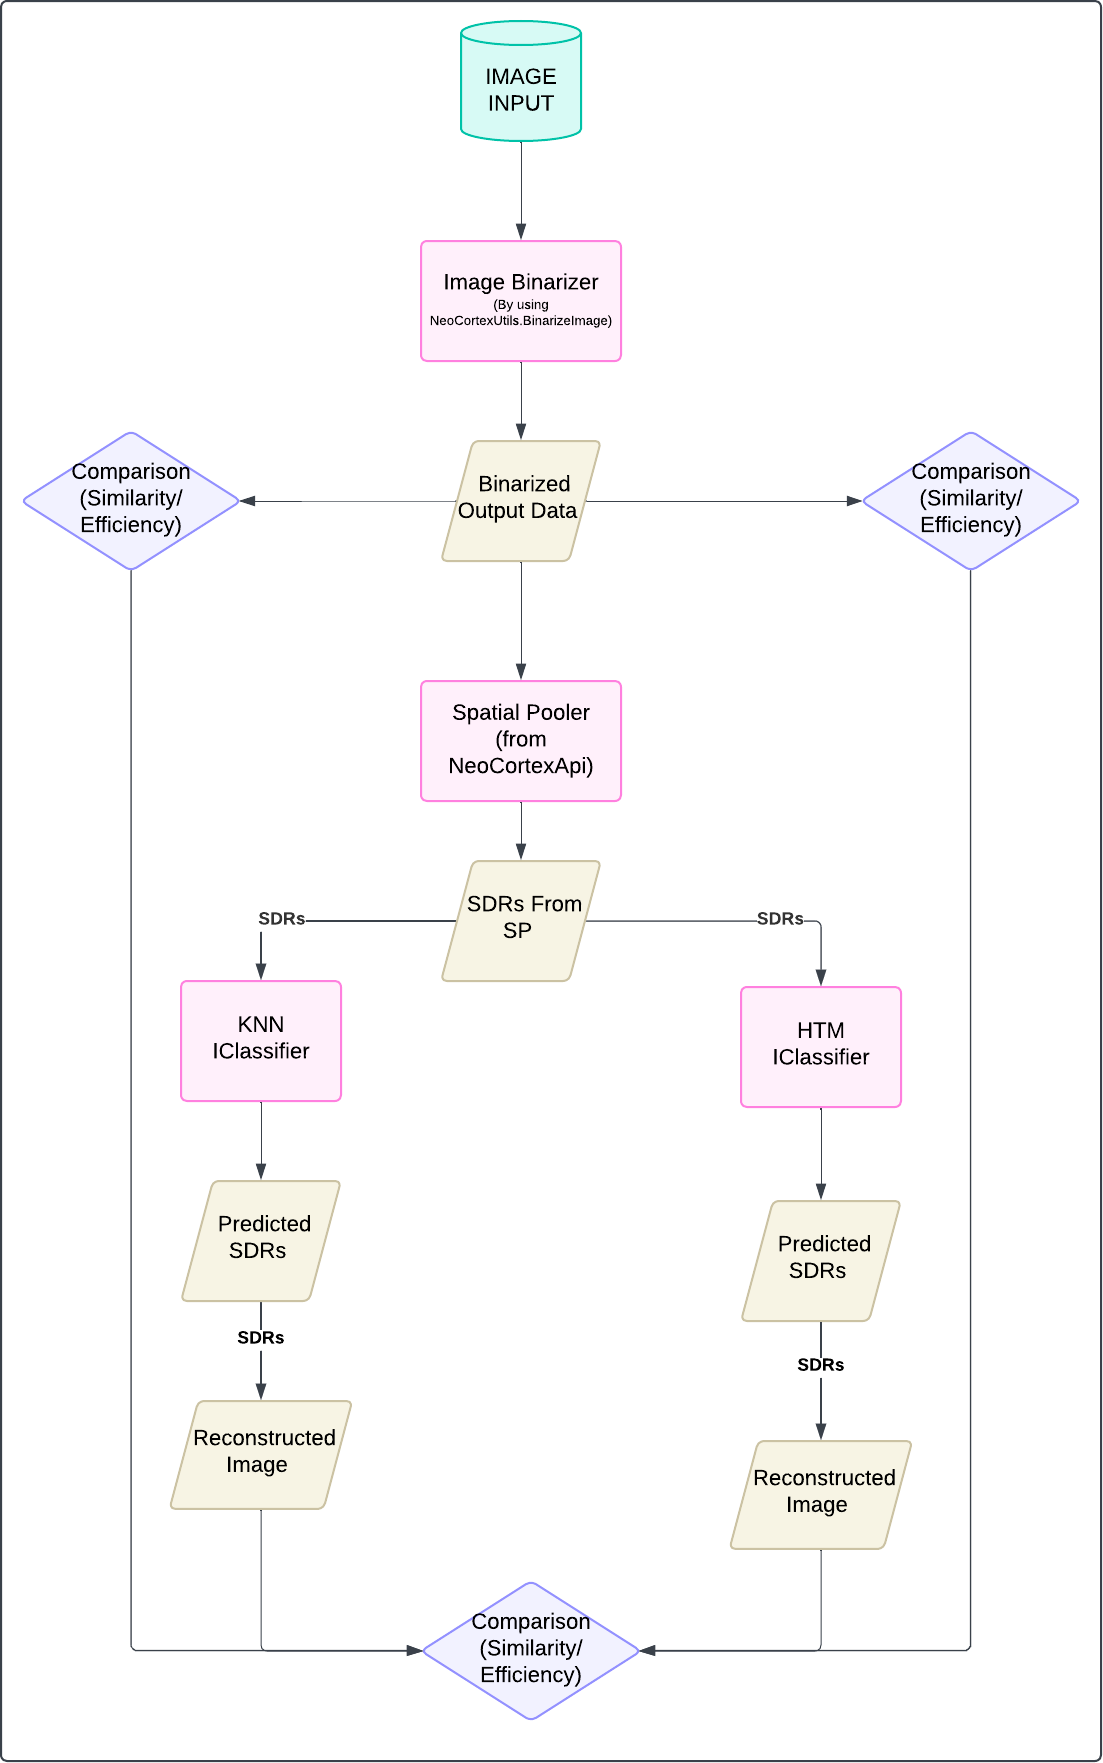 IMAGE
INPUT
Image Binarizer
(By using
NeoCortexUtils.BinarizeImage)
Comparison
(Similarity/
Efficiency)
Binarized
Output Data
Comparison
(Similarity/
Efficiency)
Spatial Pooler
(from
NeoCortexApi)
SDRs From
SP
SDRs
SDRs
KNN
IClassifier
HTM
IClassifier
Predicted
SDRs
Predicted
SDRs
SDRs
SDRs
Reconstructed
Image
Reconstructed
Image
Comparison
(Similarity/
Efficiency)